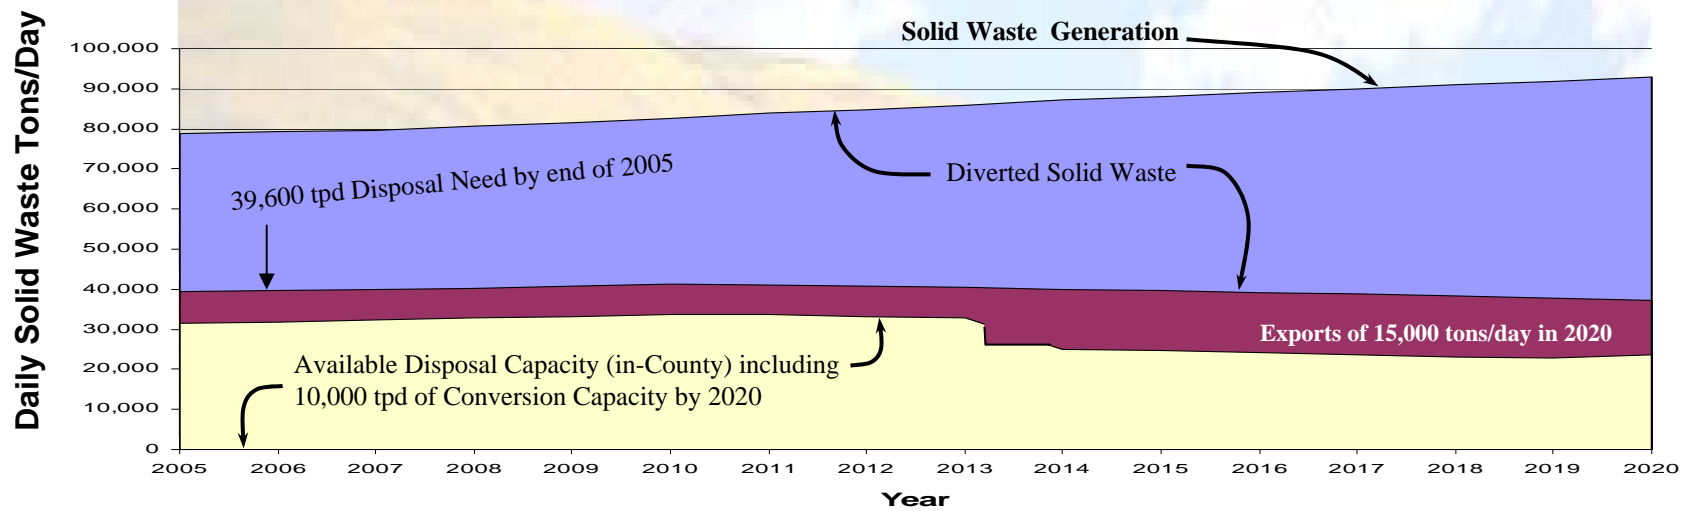 Daily Solid Waste Tons/Day
Solid Waste Generation
100,000
90,000
80,000
70,000
60,000
50,000
40,000
30,000
20,000
10,000
0
39,600 tpd Disposal Need by end of 2005
Diverted Solid Waste
Exports of 15,000 tons/day in 2020
Available Disposal Capacity (in-County) including
10,000 tpd of Conversion Capacity by 2020
2005 2006 2007 2008 2009 2010 2011 2012 2013 2014 2015 2016 2017 2018 2019 2020
Year